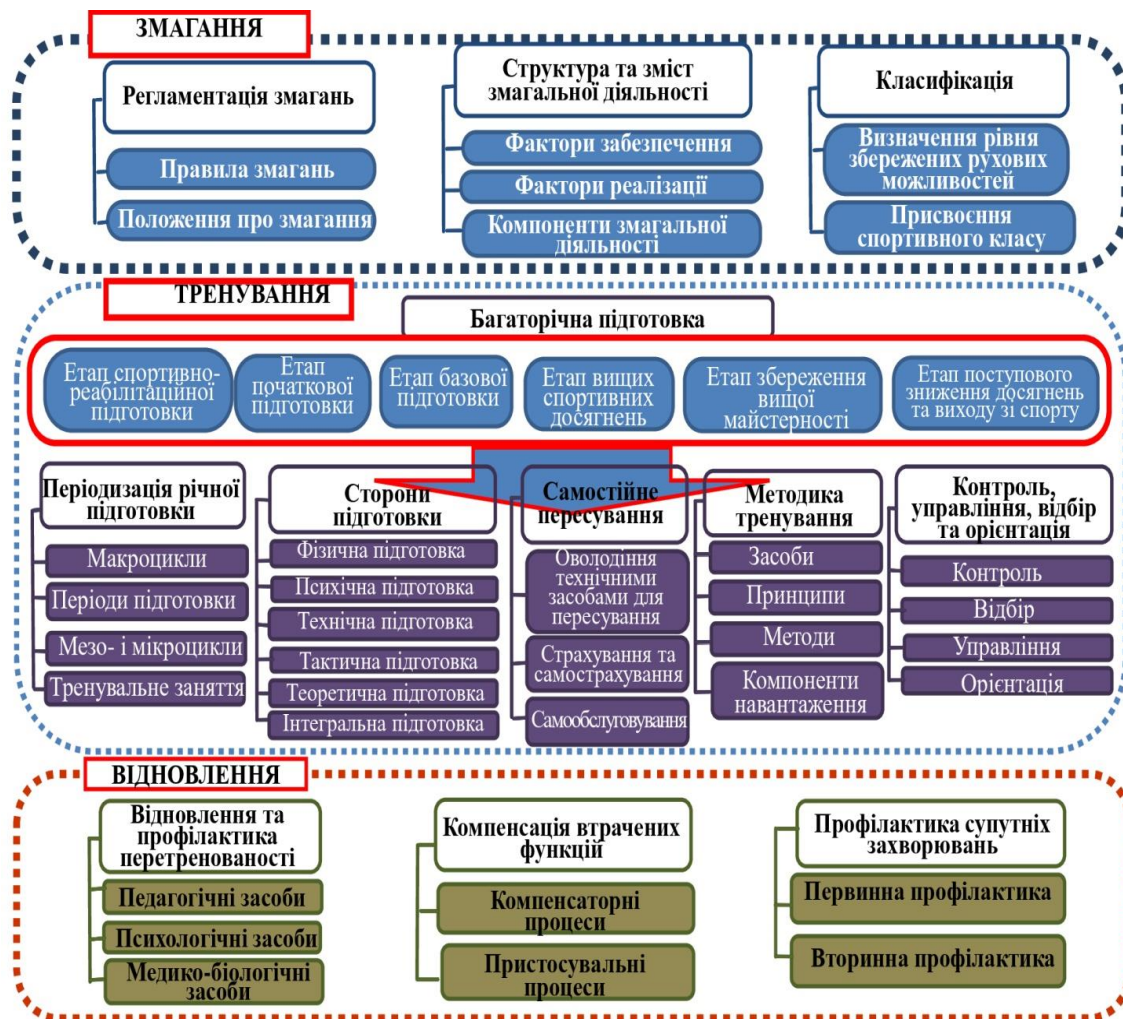 ЗМАГАННЯ
Регламентація змагань
Правила змагань
Положення про змагання
Структура та зміст
змагальної діяльності
Фактори забезпечення
Фактори реалізації
Компоненти змагальної
діяльності
Класифікація
Визначення рівня
збережених рухових
можливостей
Присвоєння
спортивного класу
ТРЕНУВАННЯ
Багаторічна підготовка
Етап спортивно-
реабілітаційної
підготовки
Етап
початкової
підготовки
Етап базової
підготовки
Етап вищих
спортивних
досягнень
Етап збереження
вищої
майстерності
Етап поступового
зниження досягнень
та виходу зі спорту
Періодизація річної
підготовки
Макроцикли
Періоди підготовки
Мезо- і мікроцикли
Тренувальне заняття
Сторони
підготовки
Фізична підготовка
Психічна підготовка
Технічна підготовка
Тактична підготовка
Теоретична підготовка
Інтегральна підготовка
Самостійне
пересування
Оволодіння
технічними
засобами для
пересування
Страхування та
самострахування
Самообслуговування
Методика
тренування
Засоби
Принципи
Методи
Компоненти
навантаження
Контроль,
управління, відбір
та орієнтація
Контроль
Відбір
Управління
Орієнтація
ВІДНОВЛЕННЯ
Відновлення та
профілактика
перетренованості
Педагогічні засоби
Психологічні засоби
Медико-біологічні
засоби
Компенсація втрачених
функцій
Компенсаторні
процеси
Пристосувальні
процеси
Профілактика супутніх
захворювань
Первинна профілактика
Вторинна профілактика